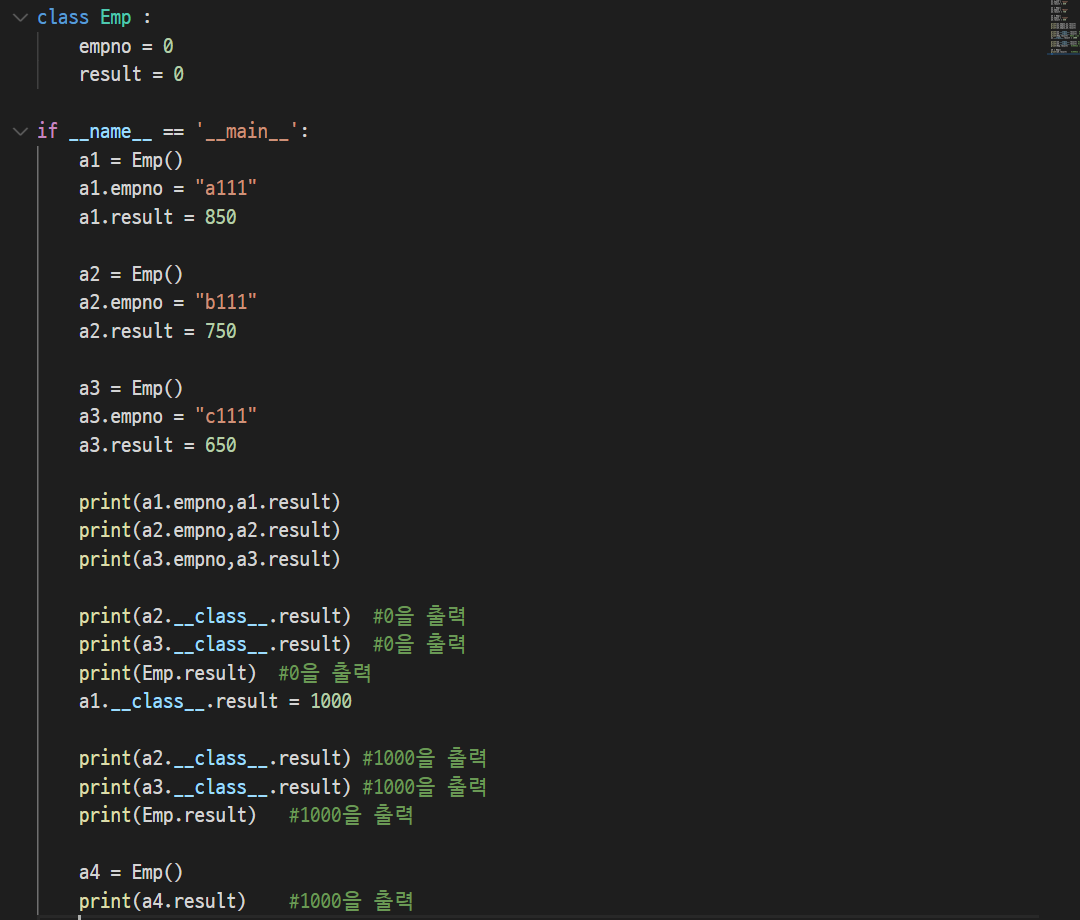 class Emp :
    empno = 0
    result = 0
if __name__ == '__main__':
    a1 = Emp()
    a1.empno = "a111"
    a1.result = 850
    a2 = Emp()
    a2.empno = "b111"
    a2.result = 750
    a3 = Emp()
    a3.empno = "c111"
    a3.result = 650
    print(a1.empno,a1.result)
    print(a2.empno,a2.result)
    print(a3.empno,a3.result)
    print(a2.__class__.result)  #0을 출력
    print(a3.__class__.result)  #0을 출력
    print(Emp.result)  #0을 출력
    a1.__class__.result = 1000
    print(a2.__class__.result) #1000을 출력
    print(a3.__class__.result) #1000을 출력
    print(Emp.result)   #1000을 출력
    a4 = Emp()
    print(a4.result)    #1000을 출력